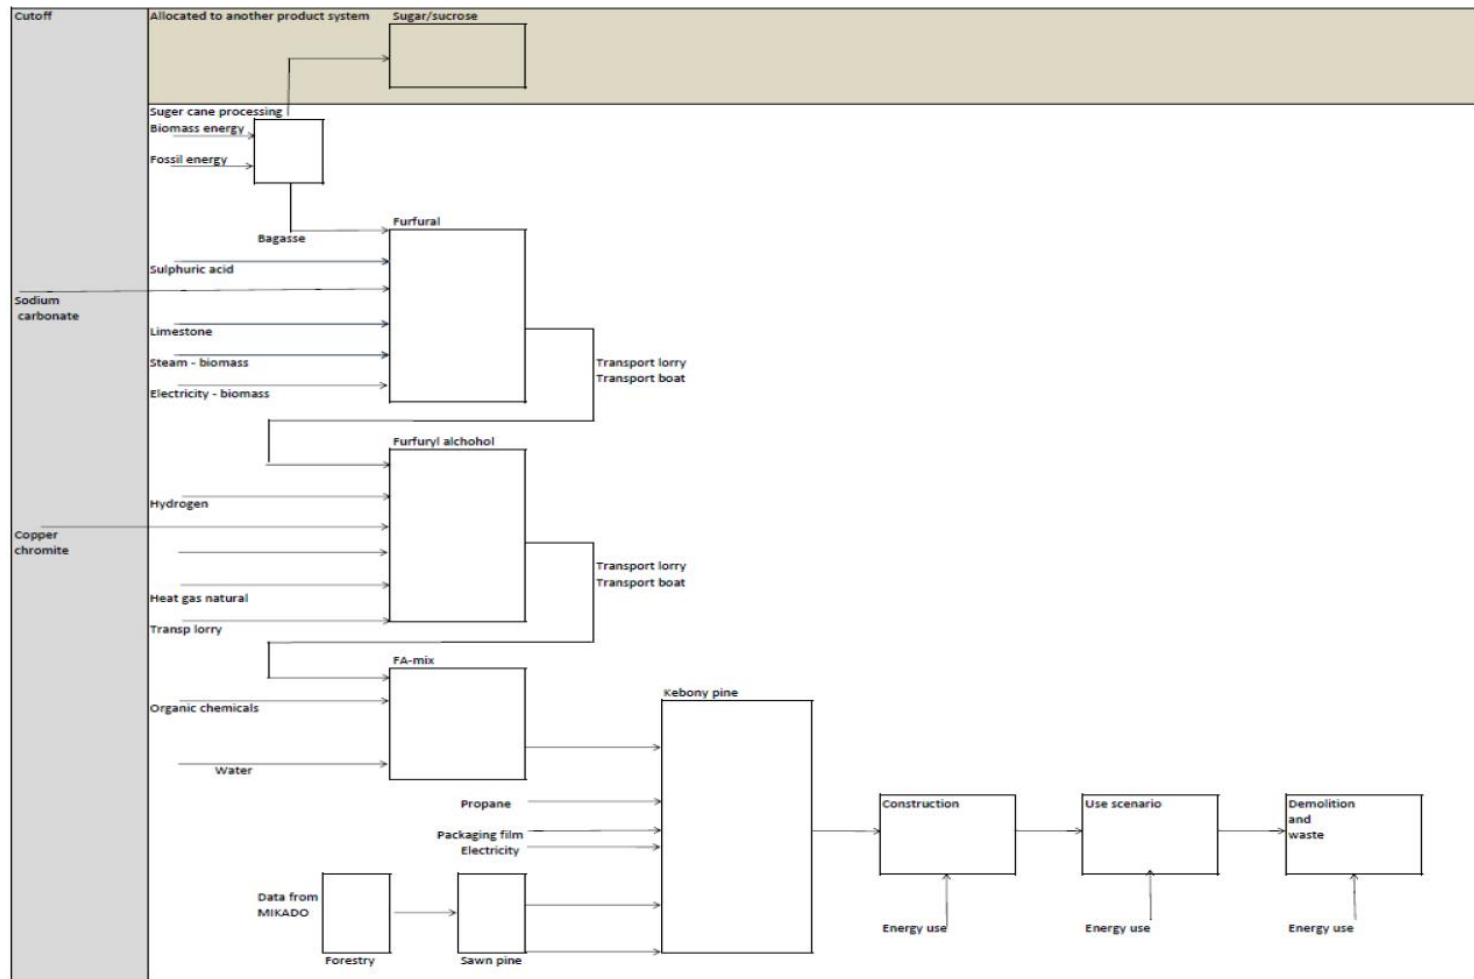 Cutoff
Allocated to another product system
Sugar/sucrose
Suger cane processing
Biomass energy
Fossil energy
Furfural
Bagasse
Sulphuric acid
Sodium
carbonate
Limestone
Steam - biomass
Electricity - biomass
Transport lorry
Transport boat
Furfuryl alchohol
Hydrogen
Copper
chromite
Transport lorry
Transport boat
Heat gas natural
Transp lorry
FA-mix
Organic chemicals
Water
Kebony pine
Propane
Packaging film
Electricity
Construction
Use scenario
Demolition
and
waste
Data from
MIKADO
Forestry
Sawn pine
Energy use
Energy use
Energy use